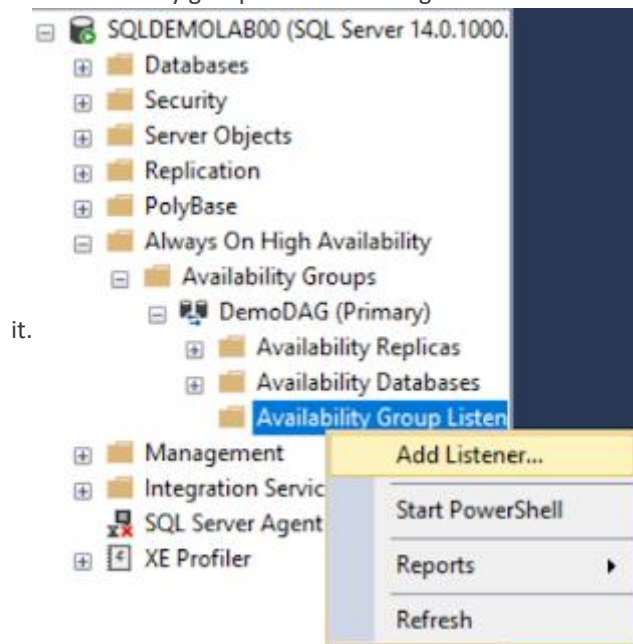 SQLDEMOLAB00 (SQL Server 14.0.1000.
Databases
Security
Server Objects
Replication
PolyBase
Always On High Availability
Availability Groups
DemoDAG (Primary)
it.
Availability Replicas
Availability Databases
Availability Group Listen
Management
Add Listener...
Integration Servic
Start PowerShell
SQL Server Agent
XE Profiler
Reports
Refresh